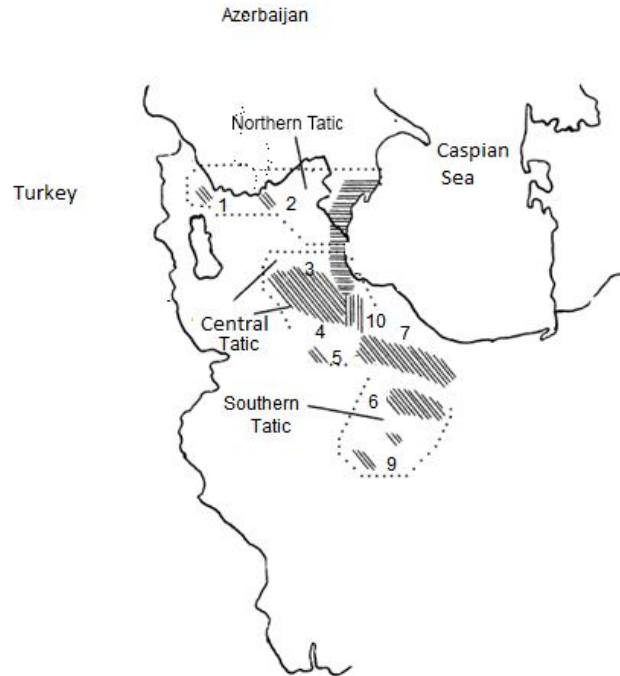 Azerbaijan
Northern Tatic
Caspian
Sea
Turkey
1
2
3
Central
Tatic
4
10
7
5
Southern
Tatic
6
9